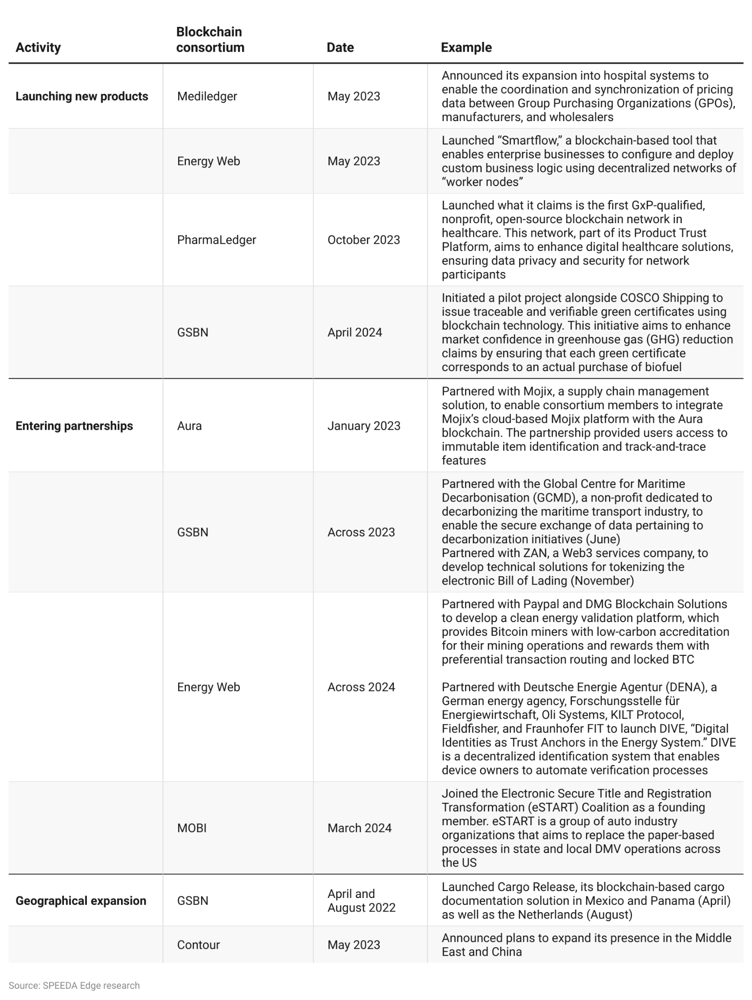 Activity
Blockchain
consortium
Date
Example
Launching new products
Mediledger
May 2023
Announced its expansion into hospital systems to
enable the coordination and synchronization of pricing
data between Group Purchasing Organizations (GPOs),
manufacturers, and wholesalers
Energy Web
May 2023
Launched “Smartflow,” a blockchain-based tool that
enables enterprise businesses to configure and deploy
custom business logic using decentralized networks of
“worker nodes”
PharmaLedger
October 2023
Launched what it claims is the first GxP-qualified,
nonprofit, open-source blockchain network in
healthcare. This network, part of its Product Trust
Platform, aims to enhance digital healthcare solutions,
ensuring data privacy and security for network
participants
GSBN
April 2024
Initiated a pilot project alongside COSCO Shipping to
issue traceable and verifiable green certificates using
blockchain technology. This initiative aims to enhance
market confidence in greenhouse gas (GHG) reduction
claims by ensuring that each green certificate
corresponds to an actual purchase of biofuel
Entering partnerships
Aura
January 2023
Partnered with Mojix, a supply chain management
solution, to enable consortium members to integrate
Mojix’s cloud-based Mojix platform with the Aura
blockchain. The partnership provided users access to
immutable item identification and track-and-trace
features
GSBN
Across 2023
Partnered with the Global Centre for Maritime
Decarbonisation (GCMD), a non-profit dedicated to
decarbonizing the maritime transport industry, to
enable the secure exchange of data pertaining to
decarbonization initiatives (June)
Partnered with ZAN, a Web3 services company, to
develop technical solutions for tokenizing the
electronic Bill of Lading (November)
Energy Web
Across 2024
Partnered with Paypal and DMG Blockchain Solutions
to develop a clean energy validation platform, which
provides Bitcoin miners with low-carbon accreditation
for their mining operations and rewards them with
preferential transaction routing and locked BTC
Partnered with Deutsche Energie Agentur (DENA), a
German energy agency, Forschungsstelle für
Energiewirtschaft, Oli Systems, KILT Protocol,
Fieldfisher, and Fraunhofer FIT to launch DIVE, “Digital
Identities as Trust Anchors in the Energy System.” DIVE
is a decentralized identification system that enables
device owners to automate verification processes
MOBI
March 2024
Joined the Electronic Secure Title and Registration
Transformation (eSTART) Coalition as a founding
member. eSTART is a group of auto industry
organizations that aims to replace the paper-based
processes in state and local DMV operations across
the US
Geographical expansion
GSBN
April and
August 2022
Launched Cargo Release, its blockchain-based cargo
documentation solution in Mexico and Panama (April)
as well as the Netherlands (August)
Contour
May 2023
Announced plans to expand its presence in the Middle
East and China
Source: SPEEDA Edge research